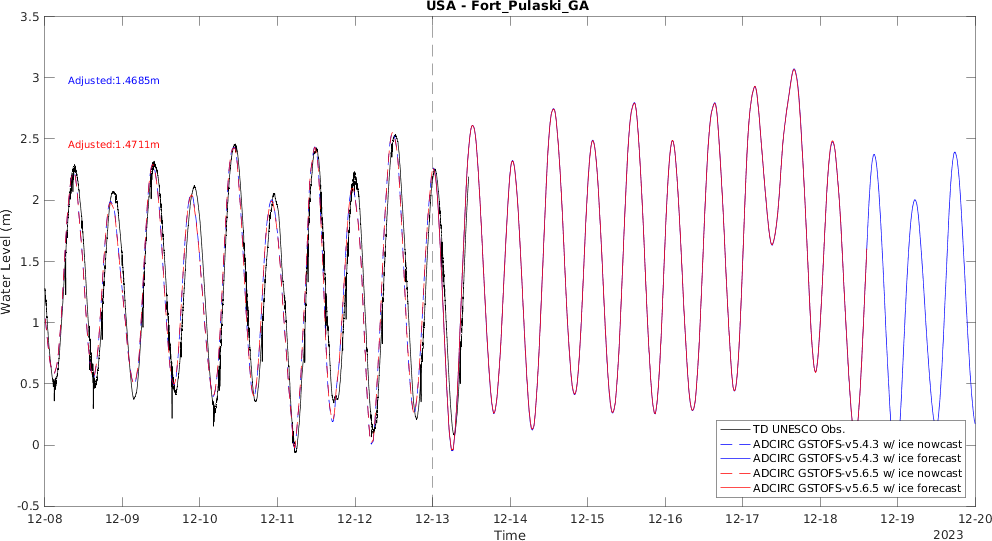 USA - Fort_Pulaski_GA
3.5
3
2.5
2
1.5
1
0.5
0
-0.5
Water Level (m)
Adjusted:1.4685m
Adjusted:1.4711m
TD UNESCO Obs.
ADCIRC GSTOFS-v5.4.3 w/ ice nowcast
ADCIRC GSTOFS-v5.4.3 w/ ice forecast
ADCIRC GSTOFS-v5.6.5 w/ ice nowcast
ADCIRC GSTOFS-v5.6.5 w/ ice forecast
12-08 12-09 12-10 12-11 12-12 12-13 12-14 12-15 12-16 12-17 12-18 12-19 12-20
Time
2023